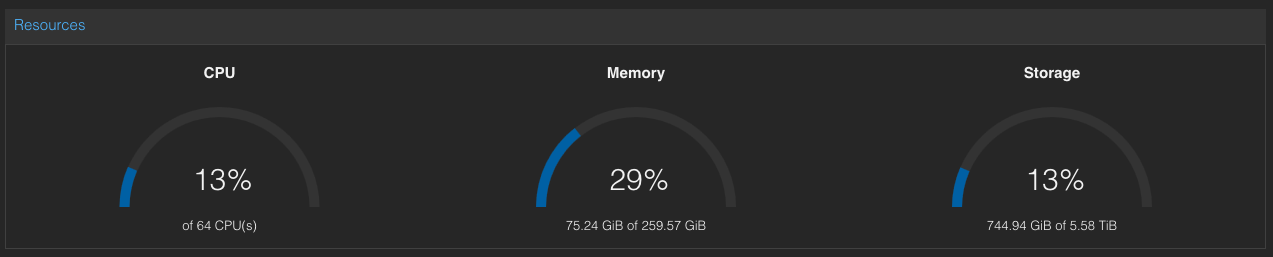 Resources
CPU
Memory
Storage
13%
29%
13%
of 64 CPU(s)
75.24 GiB of 259.57 GiB
744.94 GiB of 5.58 TiB